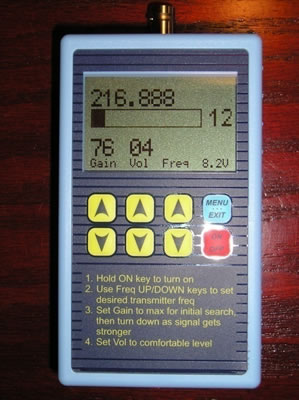 216.888
12
76 04
Gain Vol Freq 8.2V
MENU
EXIT
ON
OFF
1. Hold ON key to turn on
2. Use Freq UP/DOWN keys to set
desired transmitter freq
3. Set Gain to max for initial search,
then turn down as signal gets
stronger
4. Set Vol to comfortable level